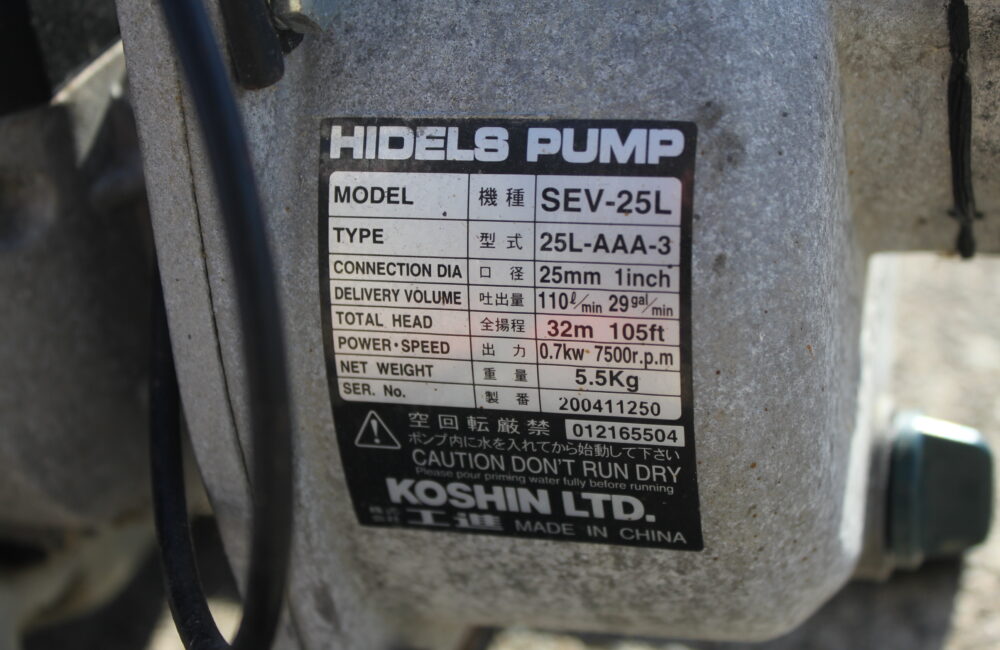 HIDELS PUMP
MODEL 機種 SEV-25L
TYPE 型式 25L-AAA-3
CONNECTION DIA 口径 25mm 1inch
DELIVERY VOLUME 吐出量 110ℓ/min 29gal/min
TOTAL HEAD 全揚程 32m 105ft
POWER・SPEED 出力 0.7kw 7500r.p.m
NET WEIGHT 重量 5.5Kg
SER. No. 製番 200411250
空回転厳禁 012165504
ポンプ内に水を入れてから始動して下さい
CAUTION DON'T RUN DRY
Please pour priming water fully before running
KOSHIN LTD.
株式会社 工進 MADE IN CHINA